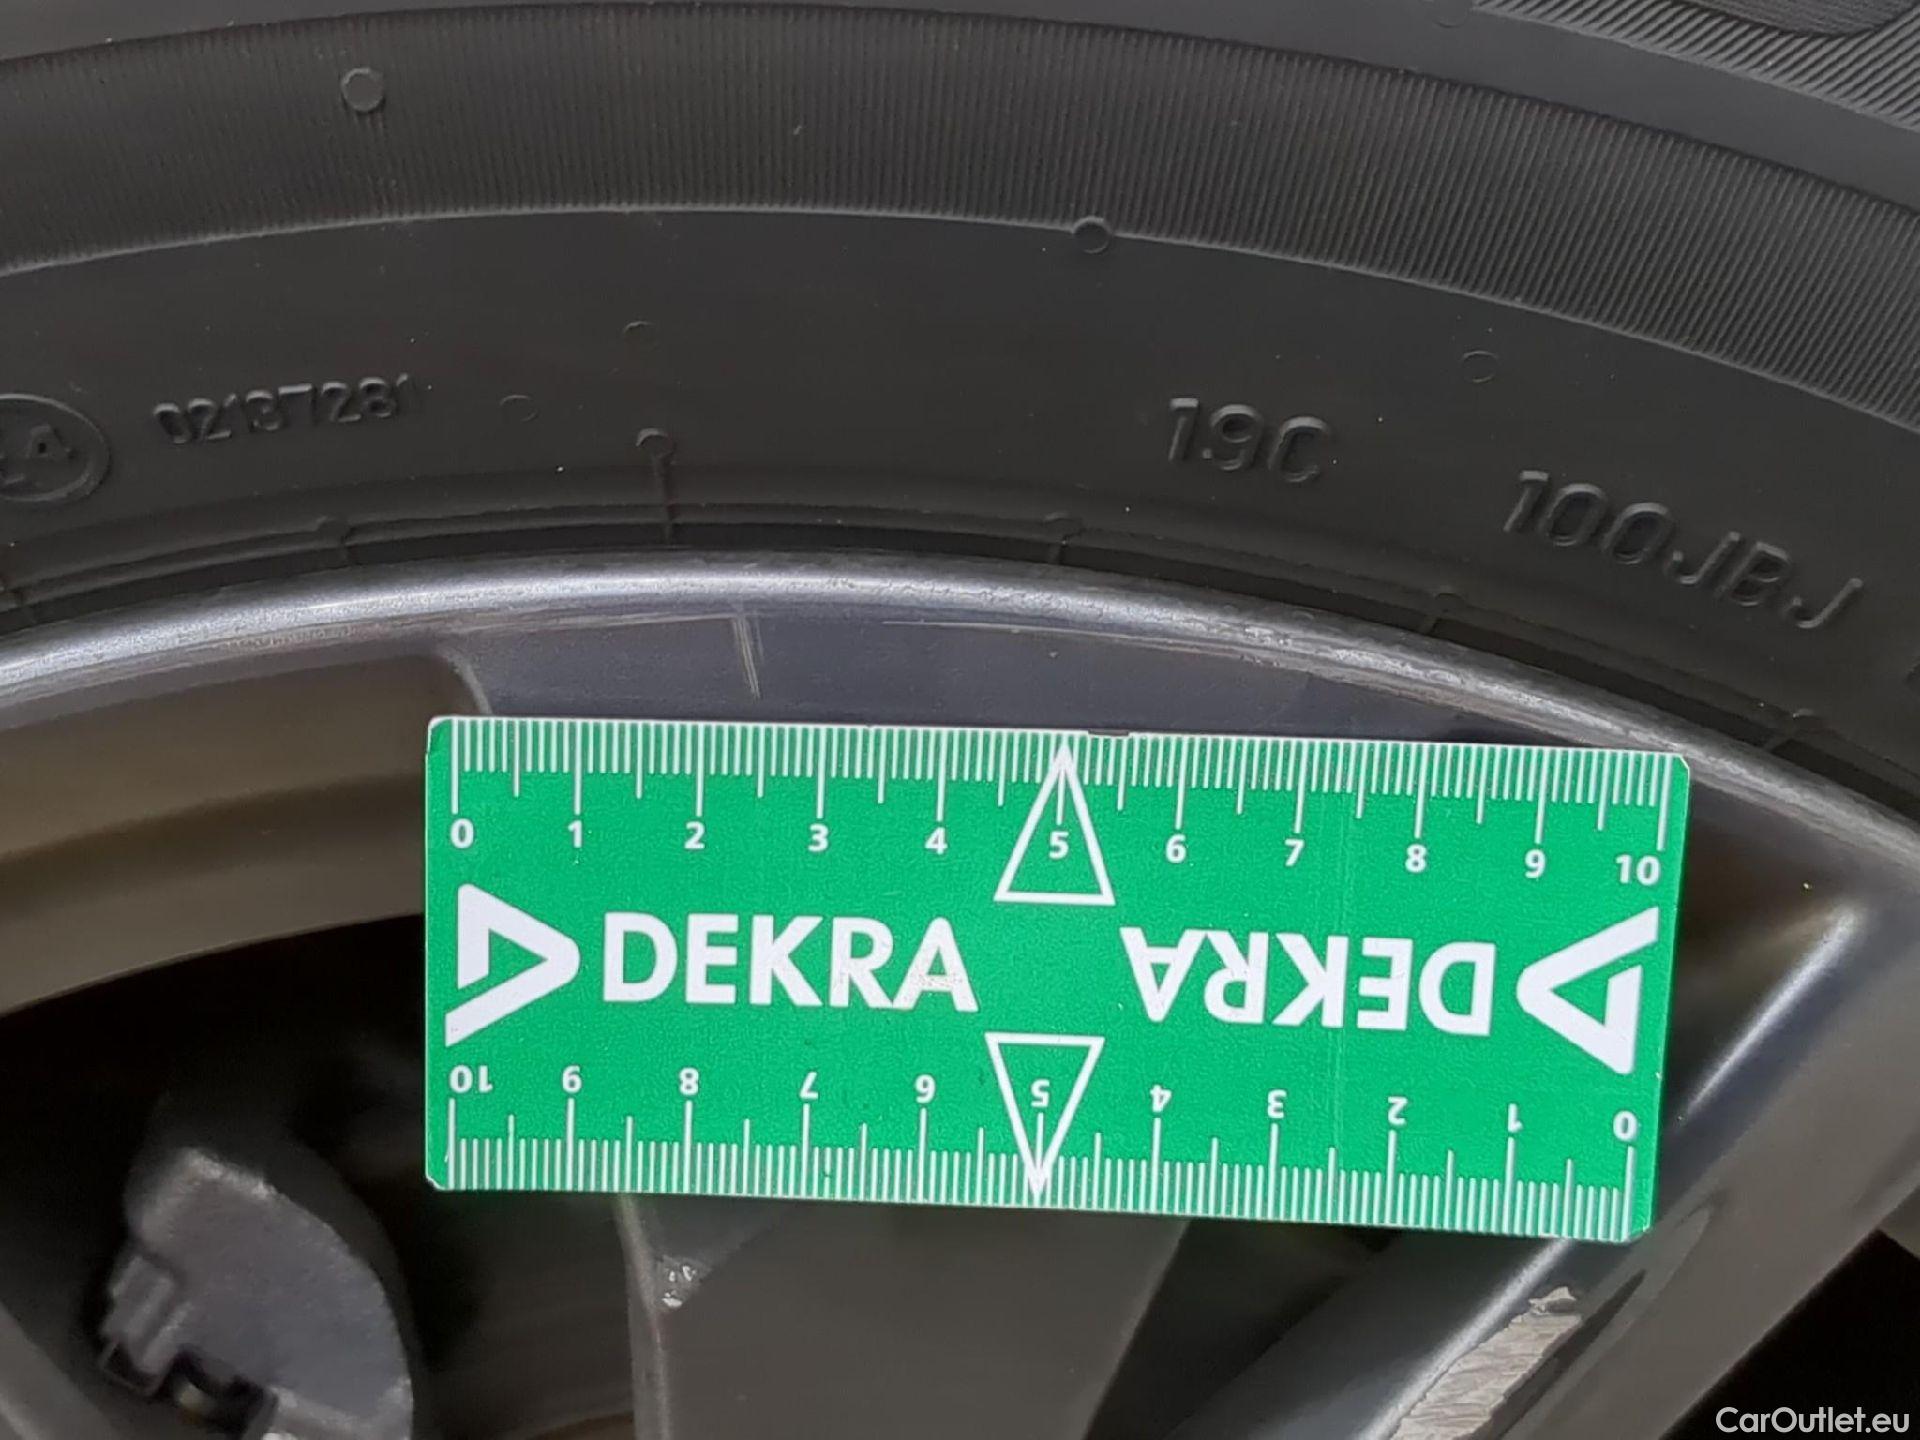 E4 02137281 19C 100JBJ
0 1 2 3 4 5 6 7 8 9 10
DEKRA DEKRA
10 9 8 7 6 5 4 3 2 1 0
CarOutlet.eu